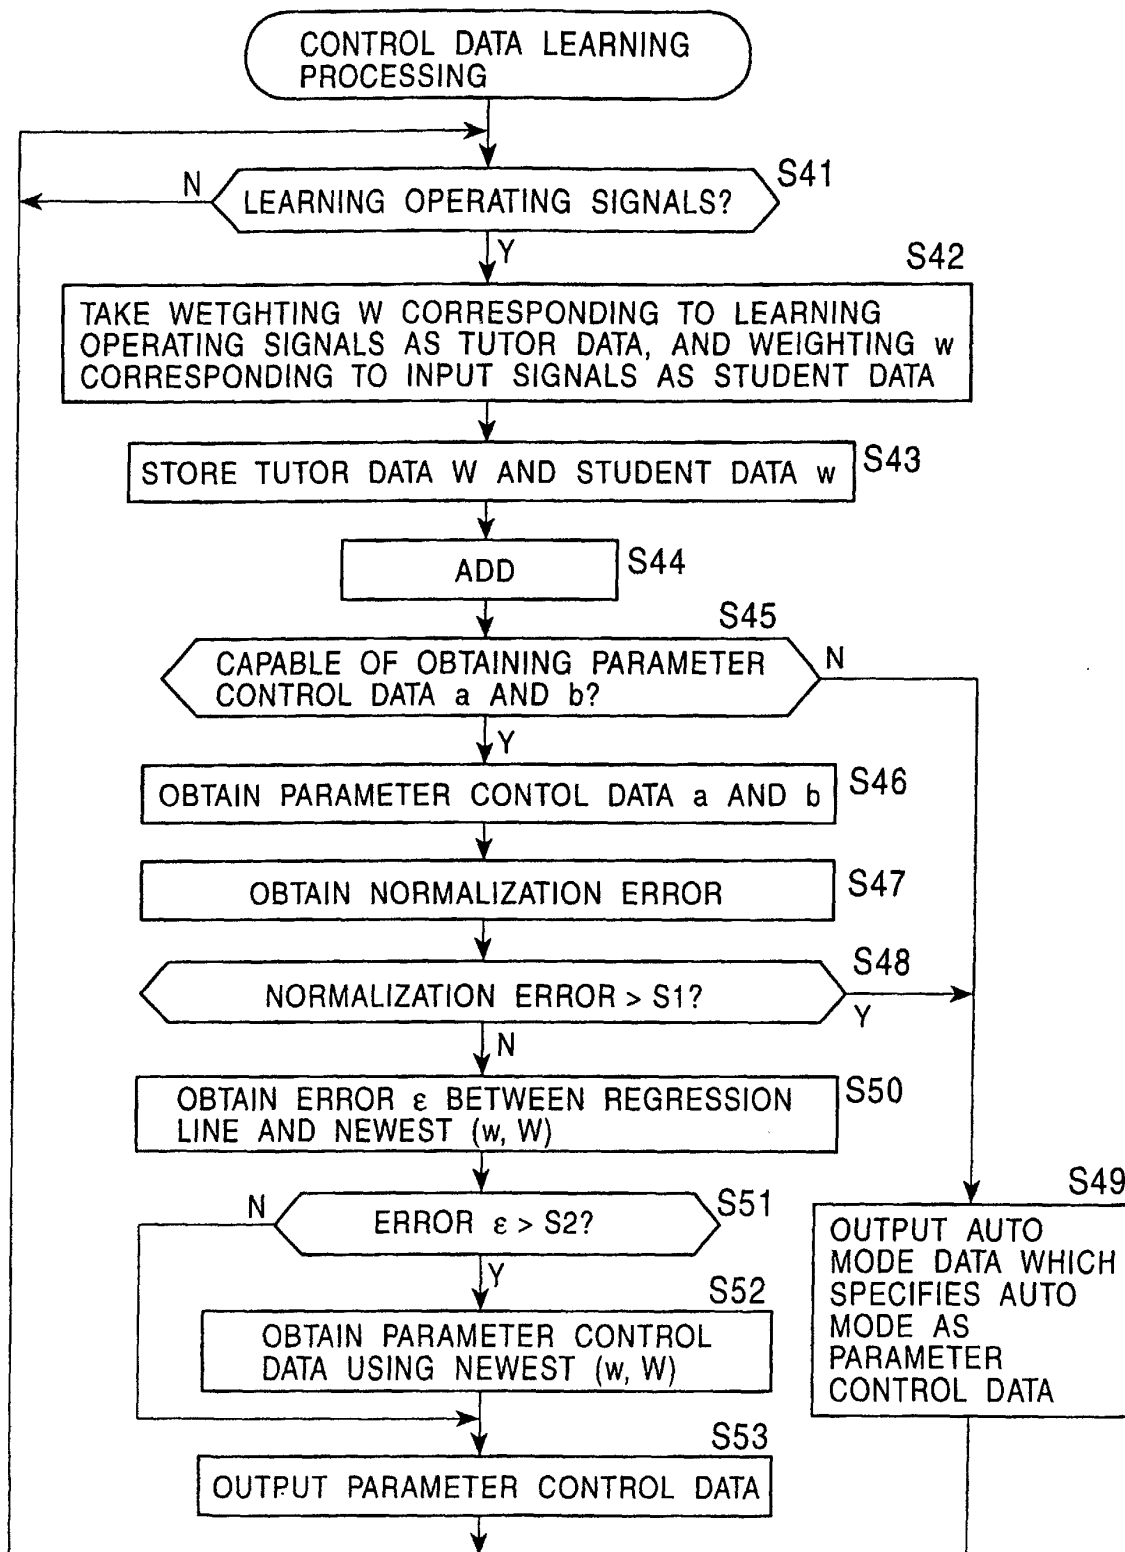 CONTROL DATA LEARNING
PROCESSING
N
S41
LEARNING OPERATING SIGNALS?
Y
S42
TAKE WETGHTING W CORRESPONDING TO LEARNING
OPERATING SIGNALS AS TUTOR DATA, AND WEIGHTING w
CORRESPONDING TO INPUT SIGNALS AS STUDENT DATA
STORE TUTOR DATA W AND STUDENT DATA w
S43
ADD
S44
S45
CAPABLE OF OBTAINING PARAMETER
CONTROL DATA a AND b?
N
Y
OBTAIN PARAMETER CONTOL DATA a AND b
S46
OBTAIN NORMALIZATION ERROR
S47
S48
NORMALIZATION ERROR > S1?
Y
N
OBTAIN ERROR ε BETWEEN REGRESSION
LINE AND NEWEST (w, W)
S50
N
ERROR ε > S2?
S51
Y
S49
OUTPUT AUTO
MODE DATA WHICH
SPECIFIES AUTO
MODE AS
PARAMETER
CONTROL DATA
S52
OBTAIN PARAMETER CONTROL
DATA USING NEWEST (w, W)
S53
OUTPUT PARAMETER CONTROL DATA